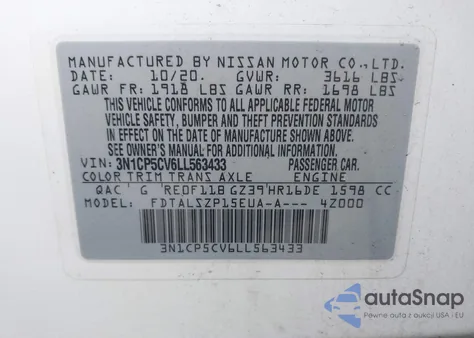 MANUFACTURED BY NISSAN MOTOR CO., LTD.
DATE: 10/20. GVWR: 3616 LBS
GAWR FR: 1918 LBS GAWR RR: 1698 LBS
THIS VEHICLE CONFORMS TO ALL APPLICABLE FEDERAL MOTOR
VEHICLE SAFETY, BUMPER AND THEFT PREVENTION STANDARDS
IN EFFECT ON THE DATE OF MANUFACTURE SHOWN ABOVE.
SEE OWNER'S MANUAL FOR MORE INFORMATION
VIN: 3N1CP5CV6LL563433 PASSENGER CAR.
COLOR TRIM TRANS AXLE ENGINE
QAC G RE0F11B GZ39 HR16DE 1598 CC
MODEL: FDTALSZP15EUA-A--- 4Z000
3N1CP5CV6LL563433
autoSnap
Pewne auta z aukcji USA i EU